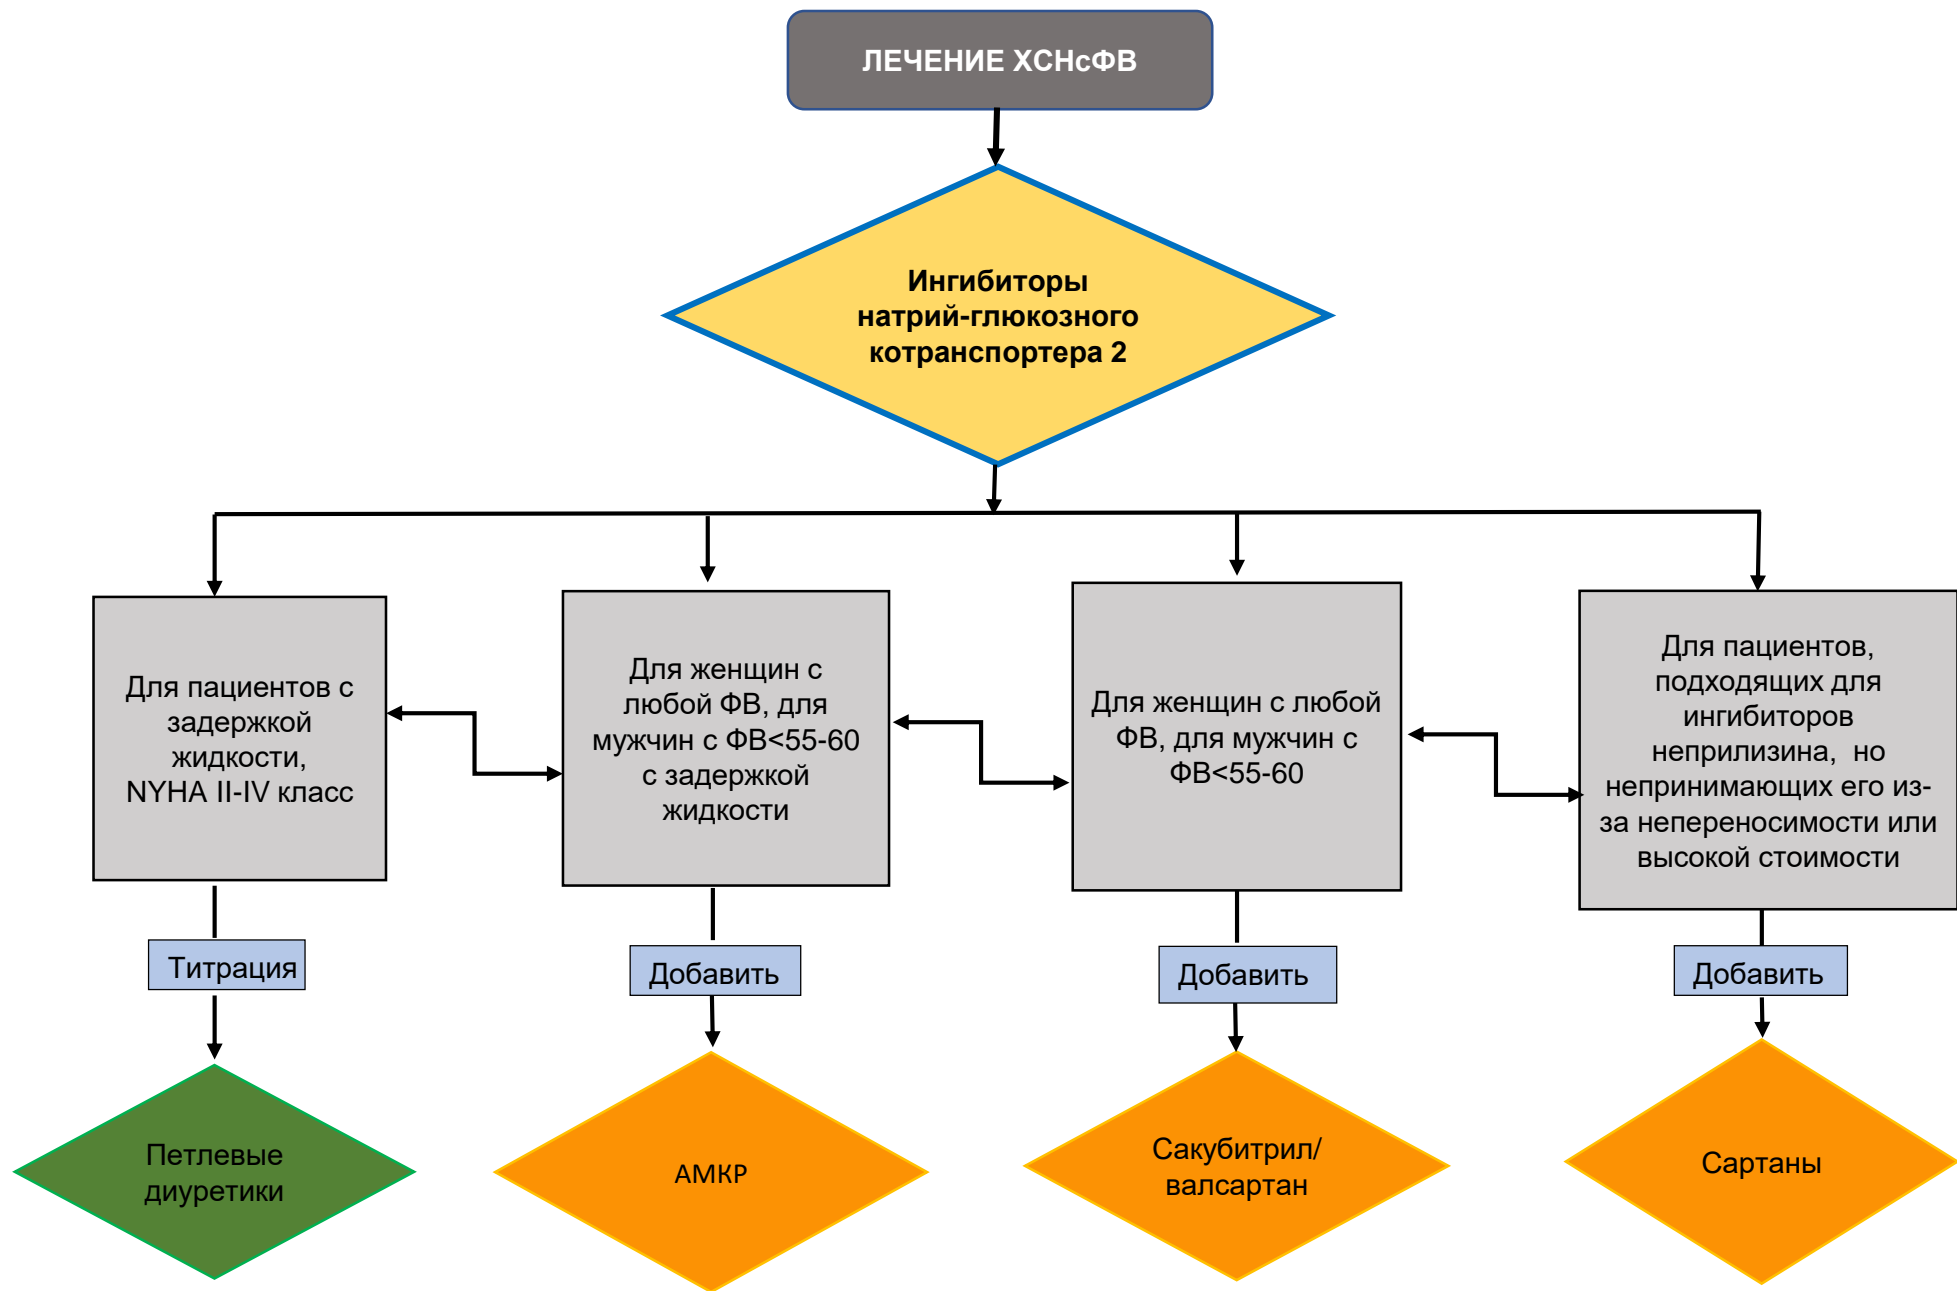 ЛЕЧЕНИЕ ХСНсФВ
Ингибиторы
натрий-глюкозного
котранспортера 2
Для пациентов с
задержкой
жидкости,
NYHA II-IV класс
Для женщин с
любой ФВ, для
мужчин с ФВ<55-60
с задержкой
жидкости
Для женщин с любой
ФВ, для мужчин с
ФВ<55-60
Для пациентов,
подходящих для
ингибиторов
неприлизина, но
непринимающих его из-
за непереносимости или
высокой стоимости
Титрация
Добавить
Добавить
Добавить
Петлевые
диуретики
АМКР
Сакубитрил/
валсартан
Сартаны